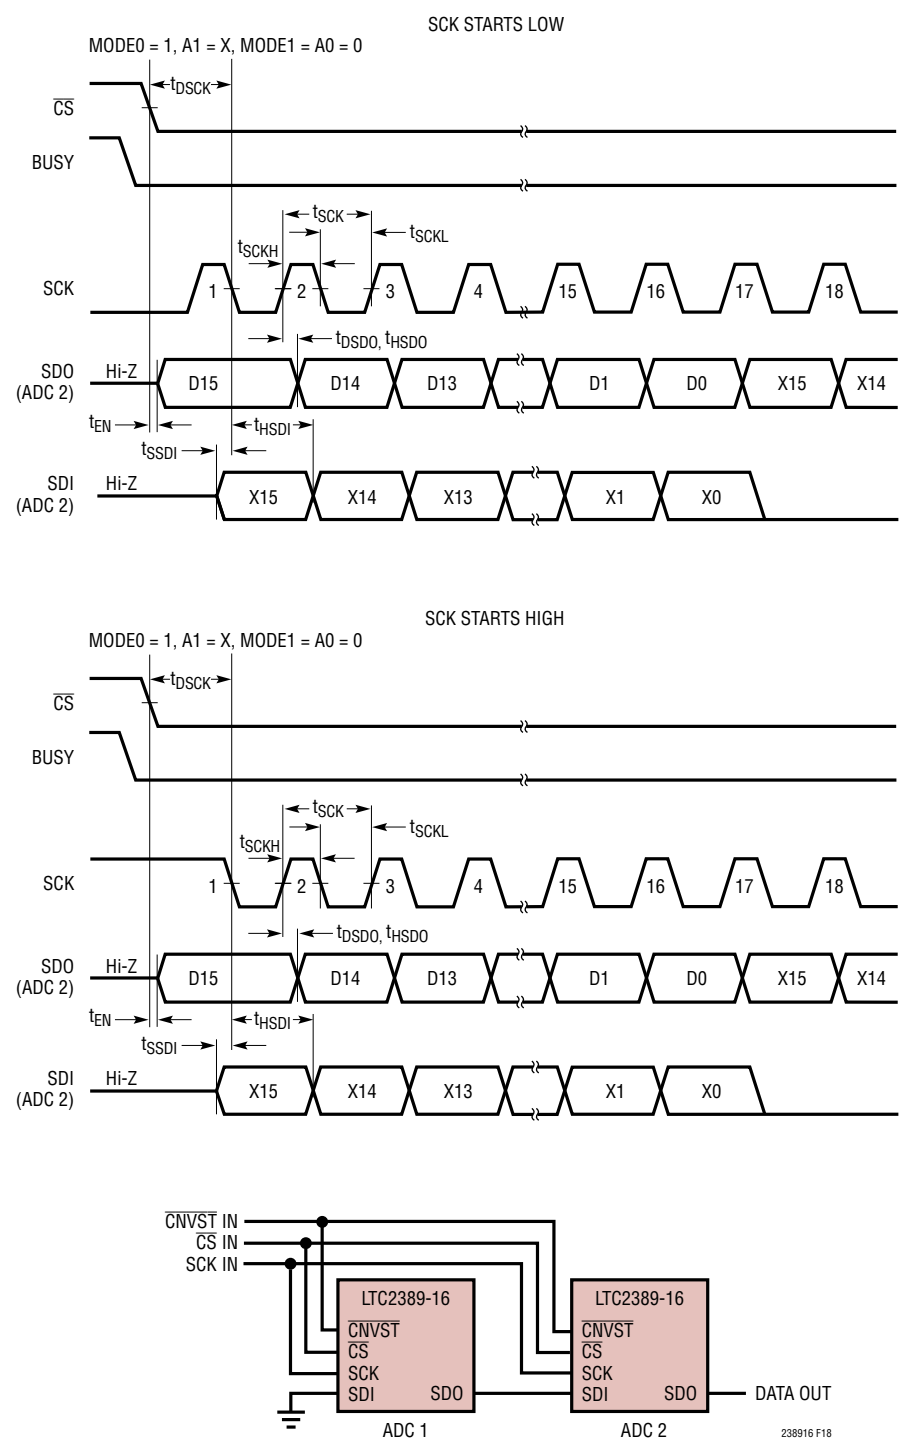 SCK STARTS LOW
MODE0 = 1, A1 = X, MODE1 = A0 = 0
tDSCK
CS
BUSY
tSCK
tSCKL
tSCKH
SCK 1 2 3 4 15 16 17 18
tDSDO, tHSDO
SDO (ADC 2) Hi-Z D15 D14 D13 D1 D0 X15 X14
tEN
tHSDI
tSSDI
SDI (ADC 2) Hi-Z X15 X14 X13 X1 X0
SCK STARTS HIGH
MODE0 = 1, A1 = X, MODE1 = A0 = 0
tDSCK
CS
BUSY
tSCK
tSCKL
tSCKH
SCK 1 2 3 4 15 16 17 18
tDSDO, tHSDO
SDO (ADC 2) Hi-Z D15 D14 D13 D1 D0 X15 X14
tEN
tHSDI
tSSDI
SDI (ADC 2) Hi-Z X15 X14 X13 X1 X0
CNVST IN
CS IN
SCK IN
LTC2389-16
CNVST
CS
SCK
SDI SDO
ADC 1
LTC2389-16
CNVST
CS
SCK
SDI SDO
ADC 2
DATA OUT
238916 F18